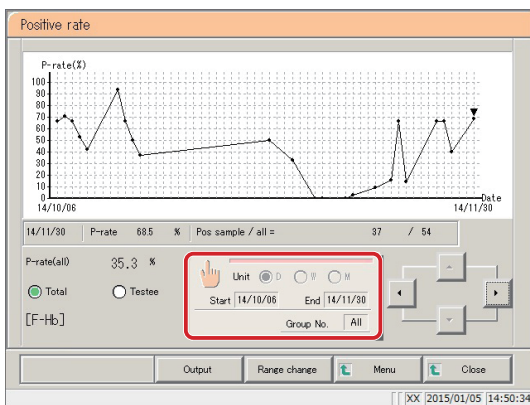 Positive rate
P-rate(%)
100
90
80
70
60
50
40
30
20
10
0
Date
14/10/06 14/11/30
14/11/30 P-rate 68.5 % Pos sample / all = 37 / 54
P-rate(all) 35.3 %
Unit D W M
Total Testee
Start 14/10/06 End 14/11/30
[F-Hb]
Group No. All
Output Range change Menu Close
XX 2015/01/05 14:50:34